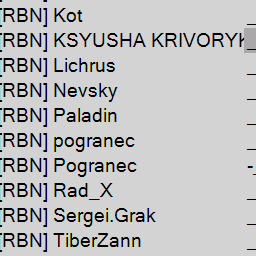 [RBN] Kot
[RBN] KSYUSHA KRIVORYK
[RBN] Lichrus
[RBN] Nevsky
[RBN] Paladin
[RBN] pogranec
[RBN] Pogranec
[RBN] Rad_X
[RBN] Sergei.Grak
[RBN] TiberZann